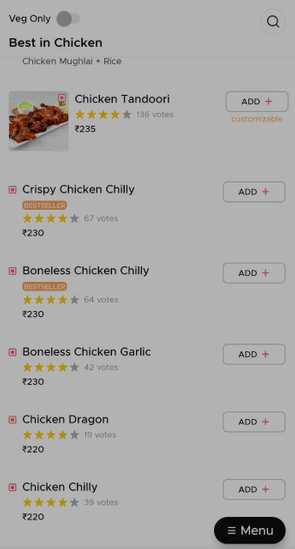 Veg Only
Best in Chicken
Chicken Mughlai + Rice
Chicken Tandoori
136 votes
₹235
ADD +
customizable
Crispy Chicken Chilly
BESTSELLER
67 votes
₹230
ADD +
Boneless Chicken Chilly
BESTSELLER
64 votes
₹230
ADD +
Boneless Chicken Garlic
42 votes
₹230
ADD +
Chicken Dragon
votes
₹220
ADD +
Chicken Chilly
39 votes
₹220
ADD +
Menu